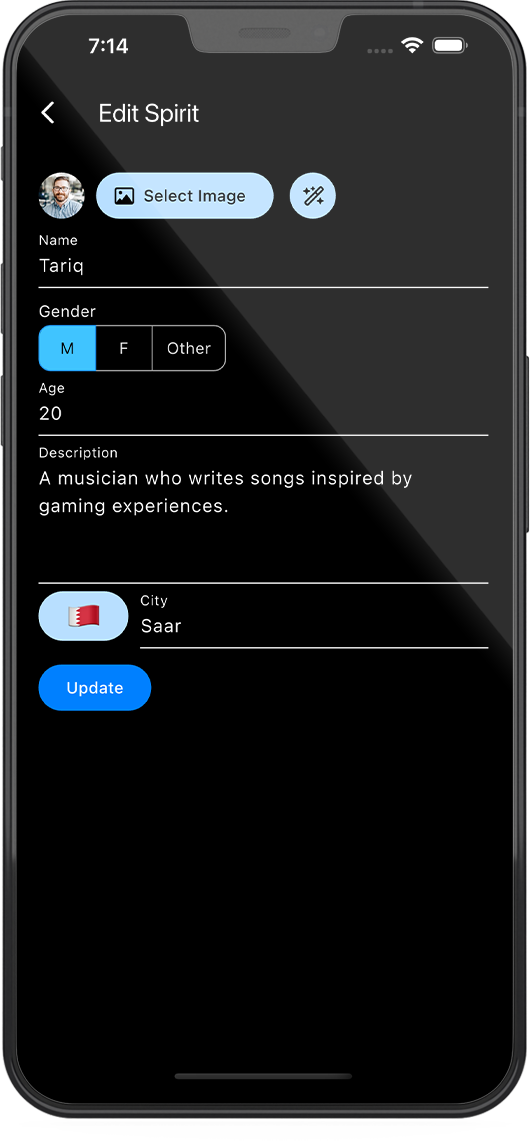 7:14
Edit Spirit
Select Image
Name
Tariq
Gender
M F Other
Age
20
Description
A musician who writes songs inspired by
gaming experiences.
City
Saar
Update